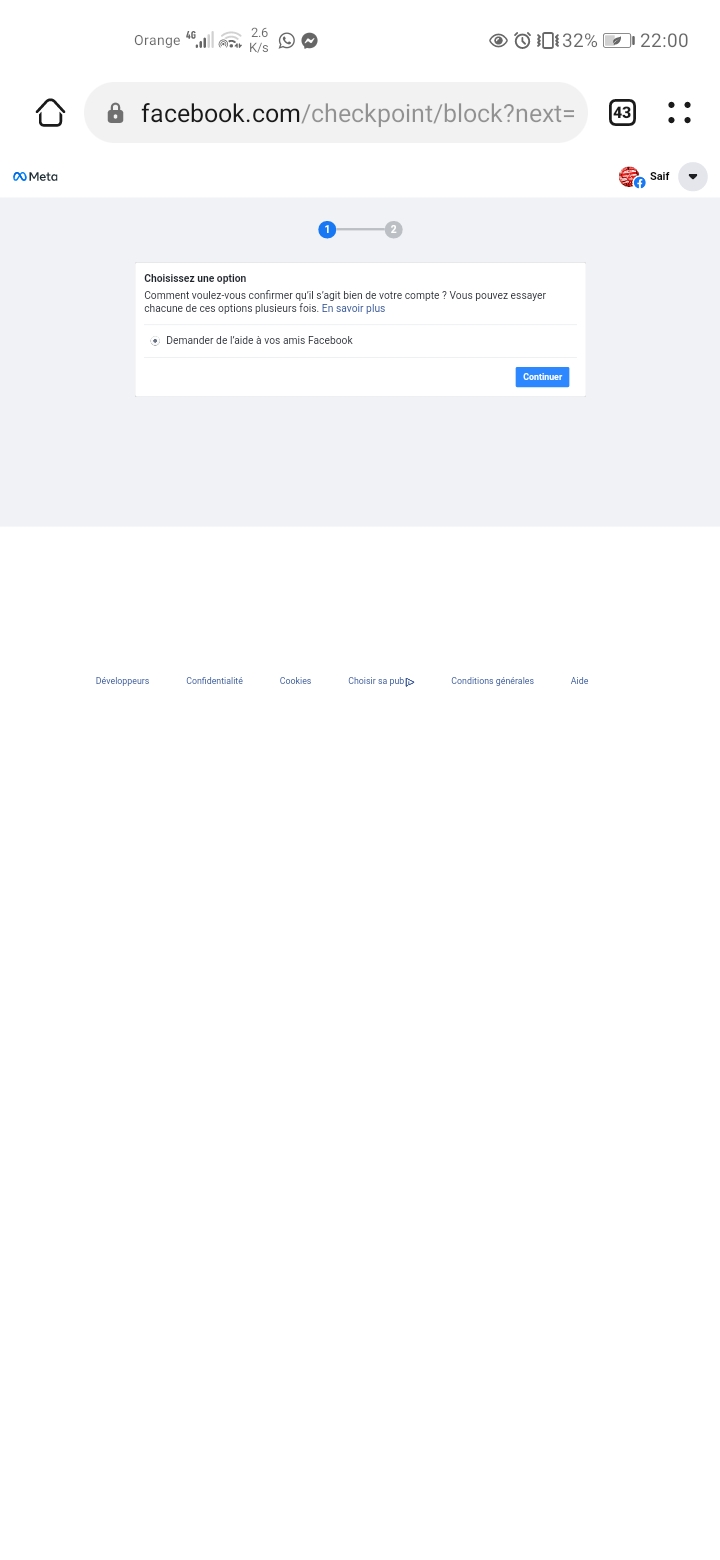 Orange 4G 2.6 K/s 32% 22:00
facebook.com/checkpoint/block?next= 43
Meta Saif
1 2
Choisissez une option
Comment voulez-vous confirmer qu’il s’agit bien de votre compte ? Vous pouvez essayer
chacune de ces options plusieurs fois. En savoir plus
Demander de l’aide à vos amis Facebook
Continuer
Développeurs Confidentialité Cookies Choisir sa pub Conditions générales Aide